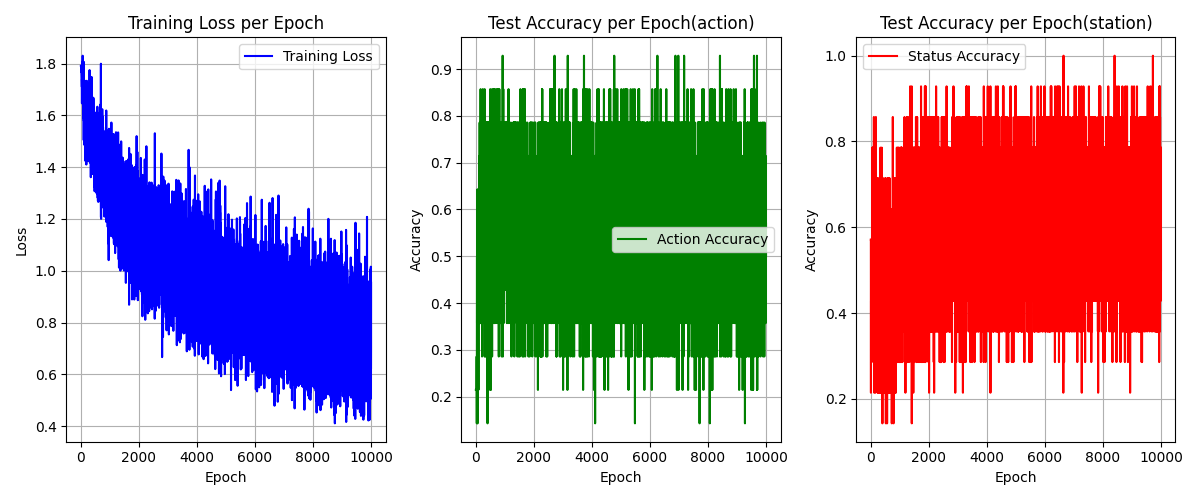 Training Loss per Epoch
Training Loss
1.8
1.6
1.4
1.2
1.0
0.8
0.6
0.4
Loss
0 2000 4000 6000 8000 10000
Epoch
Test Accuracy per Epoch(action)
Action Accuracy
0.9
0.8
0.7
0.6
0.5
0.4
0.3
0.2
Accuracy
0 2000 4000 6000 8000 10000
Epoch
Test Accuracy per Epoch(station)
Status Accuracy
1.0
0.8
0.6
0.4
0.2
Accuracy
0 2000 4000 6000 8000 10000
Epoch